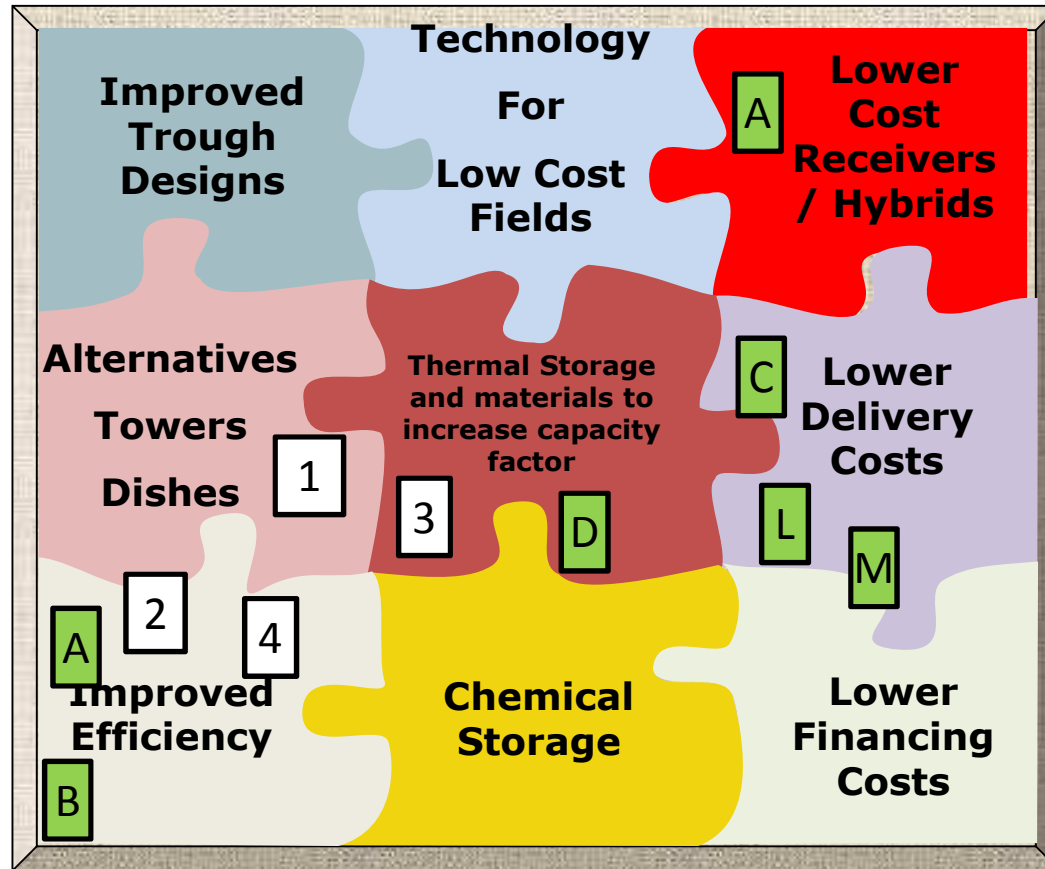 Improved
Trough
Designs
Technology
For
Low Cost
Fields
A
Lower
Cost
Receivers
/ Hybrids
Alternatives
Towers
Dishes
1
Thermal Storage
and materials to
increase capacity
factor
3
D
C
Lower
Delivery
Costs
L
M
2
4
A
Improved
Efficiency
B
Chemical
Storage
Lower
Financing
Costs